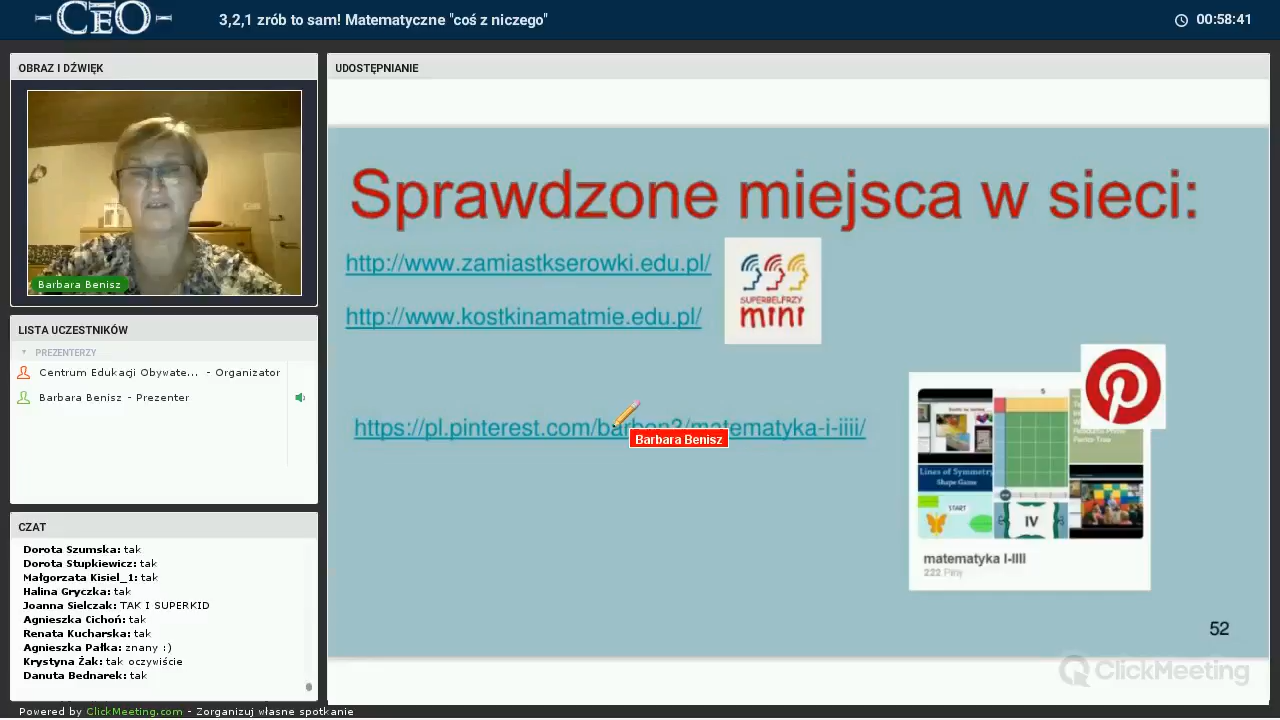 CEO
3,2,1 zrób to sam! Matematyczne "coś z niczego"
00:58:41
OBRAZ I DŹWIĘK
Barbara Benisz
LISTA UCZESTNIKÓW
PREZENTERZY
Centrum Edukacji Obywate... - Organizator
Barbara Benisz - Prezenter
CZAT
Dorota Szumska: tak
Dorota Stupkiewicz: tak
Małgorzata Kisiel_1: tak
Halina Gryczka: tak
Joanna Sielczak: TAK I SUPERKID
Agnieszka Cichoń: tak
Renata Kucharska: tak
Agnieszka Pałka: znany :)
Krystyna Żak: tak oczywiście
Danuta Bednarek: tak
UDOSTĘPNIANIE
Sprawdzone miejsca w sieci:
http://www.zamiastkserowki.edu.pl/
SUPERBELFRZY
mini
http://www.kostkinamatmie.edu.pl/
https://pl.pinterest.com/barben2/matematyka-i-iiii/
Barbara Benisz
Lines of Symmetry
Shape Game
START
IV
matematyka I-IIII
222 Piny
52
ClickMeeting
Powered by ClickMeeting.com - Zorganizuj własne spotkanie